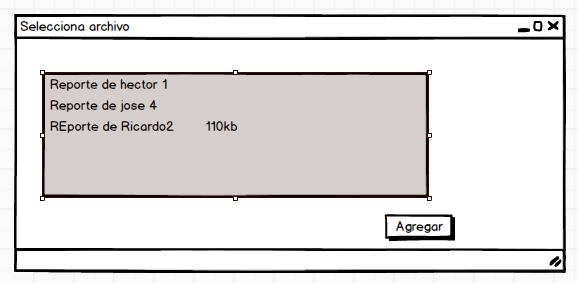 Selecciona archivo
Reporte de hector 1
Reporte de jose 4
REporte de Ricardo2 110kb
Agregar